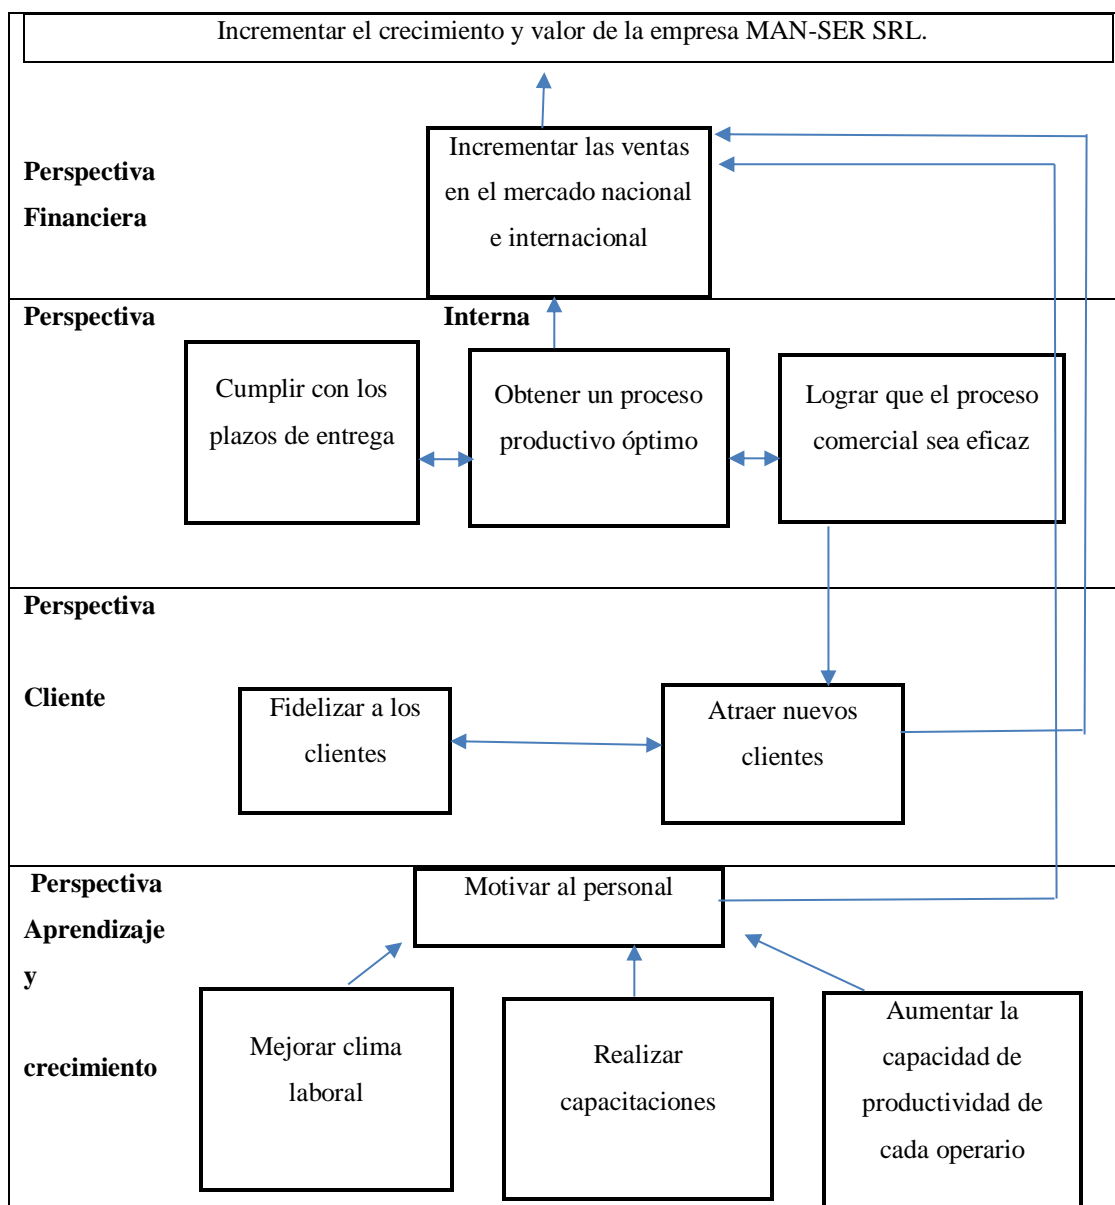 Incrementar el crecimiento y valor de la empresa MAN-SER SRL.
Perspectiva
Financiera
Incrementar las ventas
en el mercado nacional
e internacional
Perspectiva Interna
Cumplir con los
plazos de entrega
Obtener un proceso
productivo óptimo
Lograr que el proceso
comercial sea eficaz
Perspectiva
Cliente
Fidelizar a los
clientes
Atraer nuevos
clientes
Perspectiva
Aprendizaje
y
crecimiento
Motivar al personal
Mejorar clima
laboral
Realizar
capacitaciones
Aumentar la
capacidad de
productividad de
cada operario